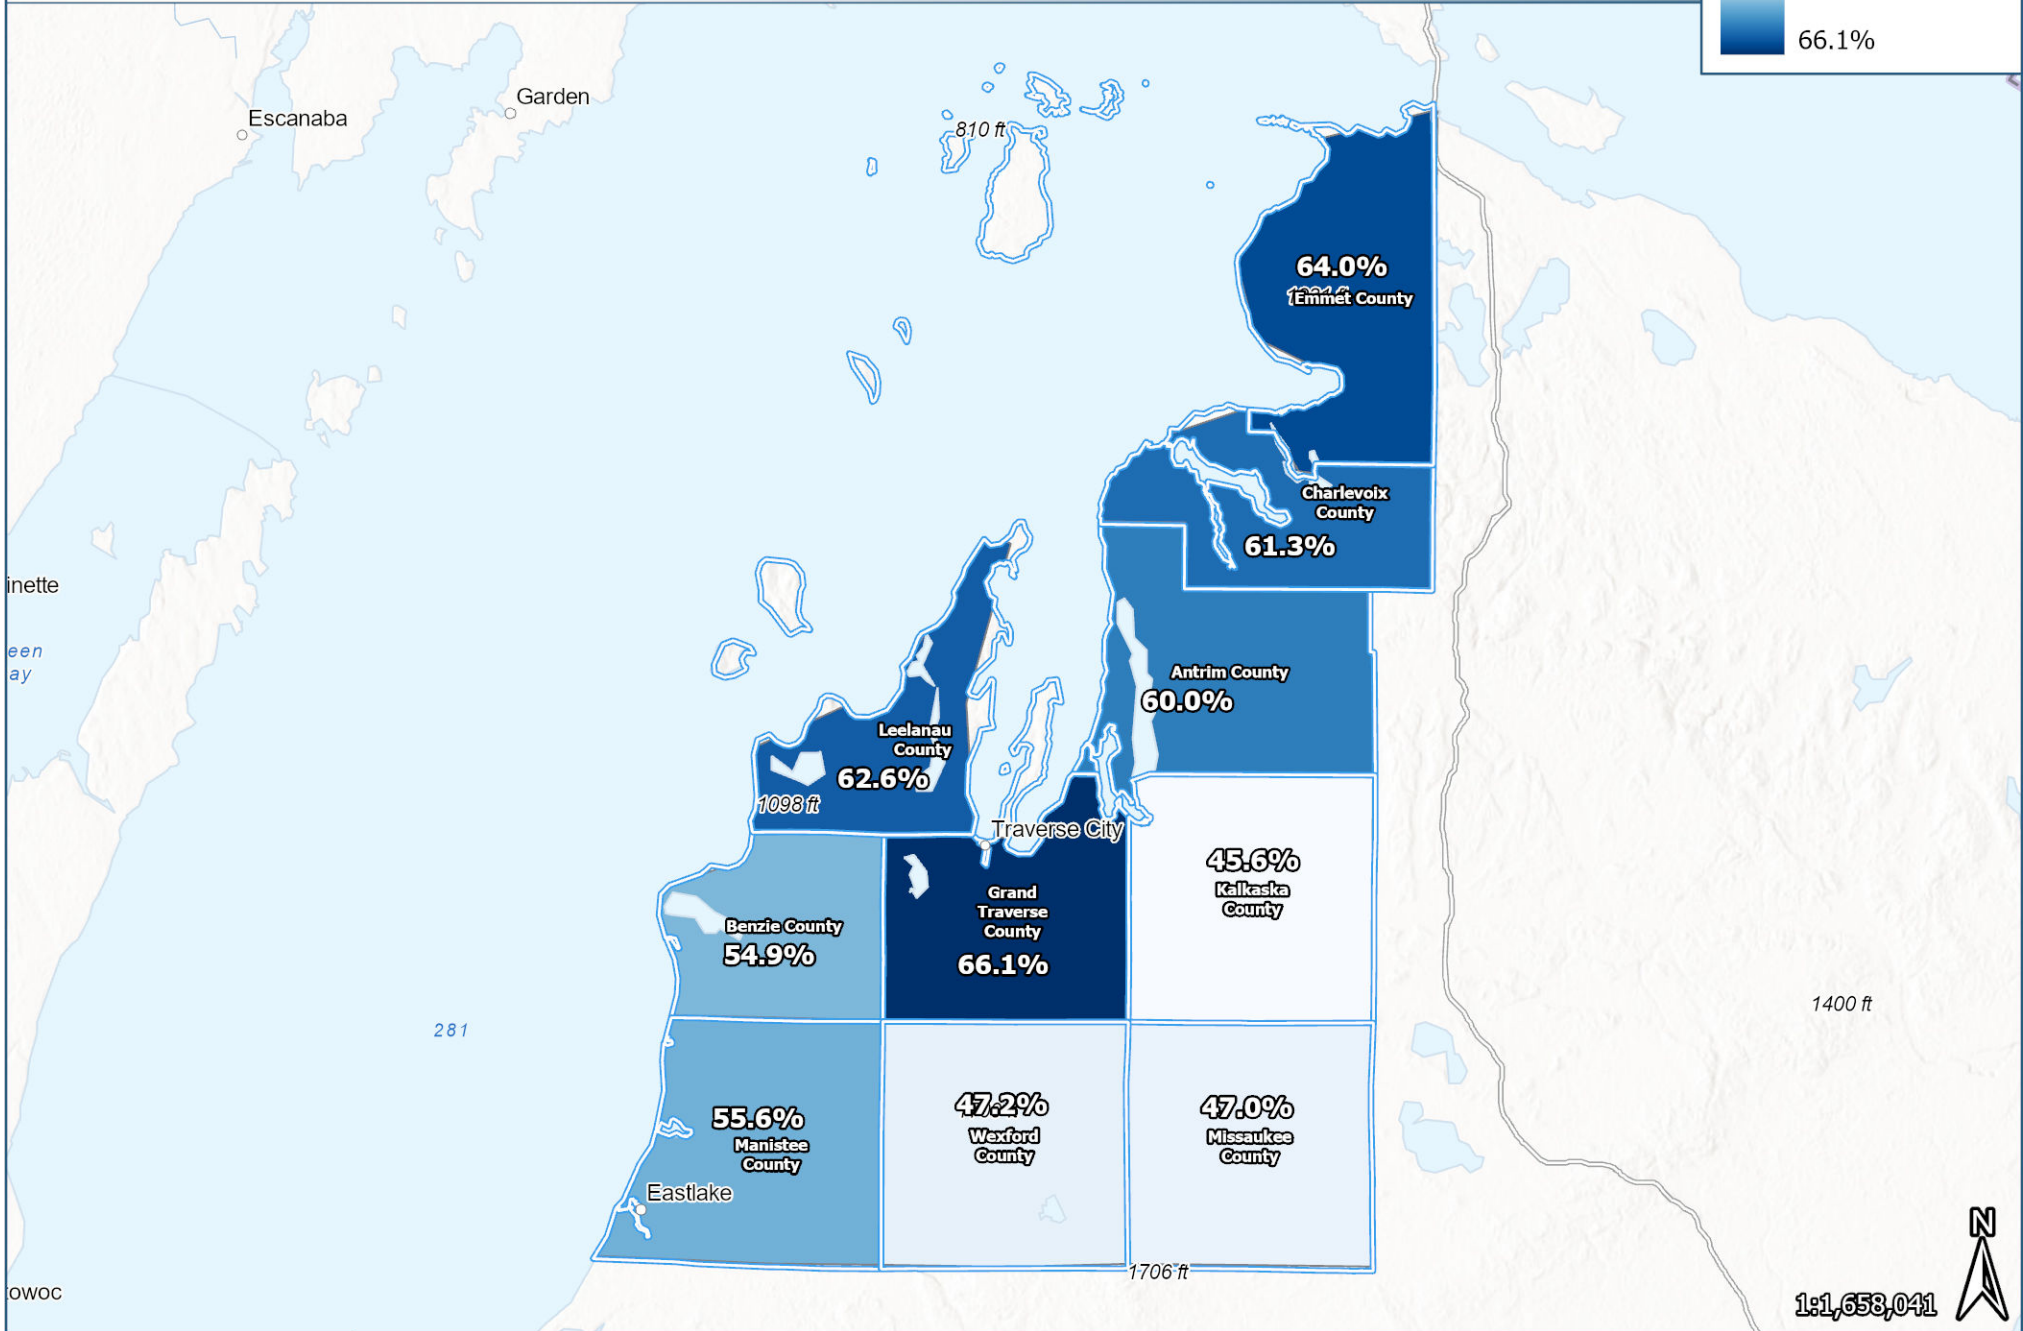 66.1%
Garden
Escanaba
810 ft
64.0%
Emmet County
Charlevoix
County
61.3%
inette
een
ay
Antrim County
60.0%
Leelanau
County
62.6%
1098 ft
Traverse City
45.6%
Kalkaska
County
Grand
Traverse
County
66.1%
Benzie County
54.9%
1400 ft
281
55.6%
Manistee
County
47.2%
Wexford
County
47.0%
Missaukee
County
Eastlake
1706 ft
owoc
N
1:1,658,041